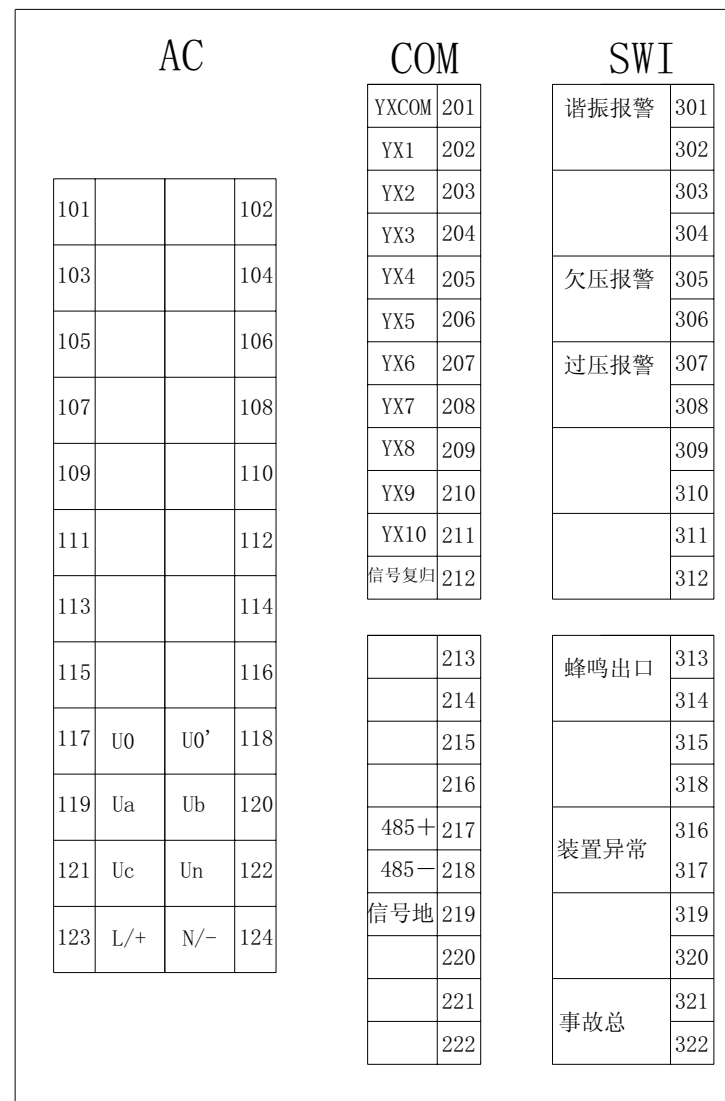 AC
101 102
103 104
105 106
107 108
109 110
111 112
113 114
115 116
117 U0 U0' 118
119 Ua Ub 120
121 Uc Un 122
123 L/+ N/- 124
COM
YXCOM 201
YX1 202
YX2 203
YX3 204
YX4 205
YX5 206
YX6 207
YX7 208
YX8 209
YX9 210
YX10 211
信号复归 212
213
214
215
216
485+ 217
485- 218
信号地 219
220
221
222
SWI
谐振报警 301
302
303
304
欠压报警 305
306
过压报警 307
308
309
310
311
312
蜂鸣出口 313
314
315
318
装置异常 316
317
319
320
事故总 321
322